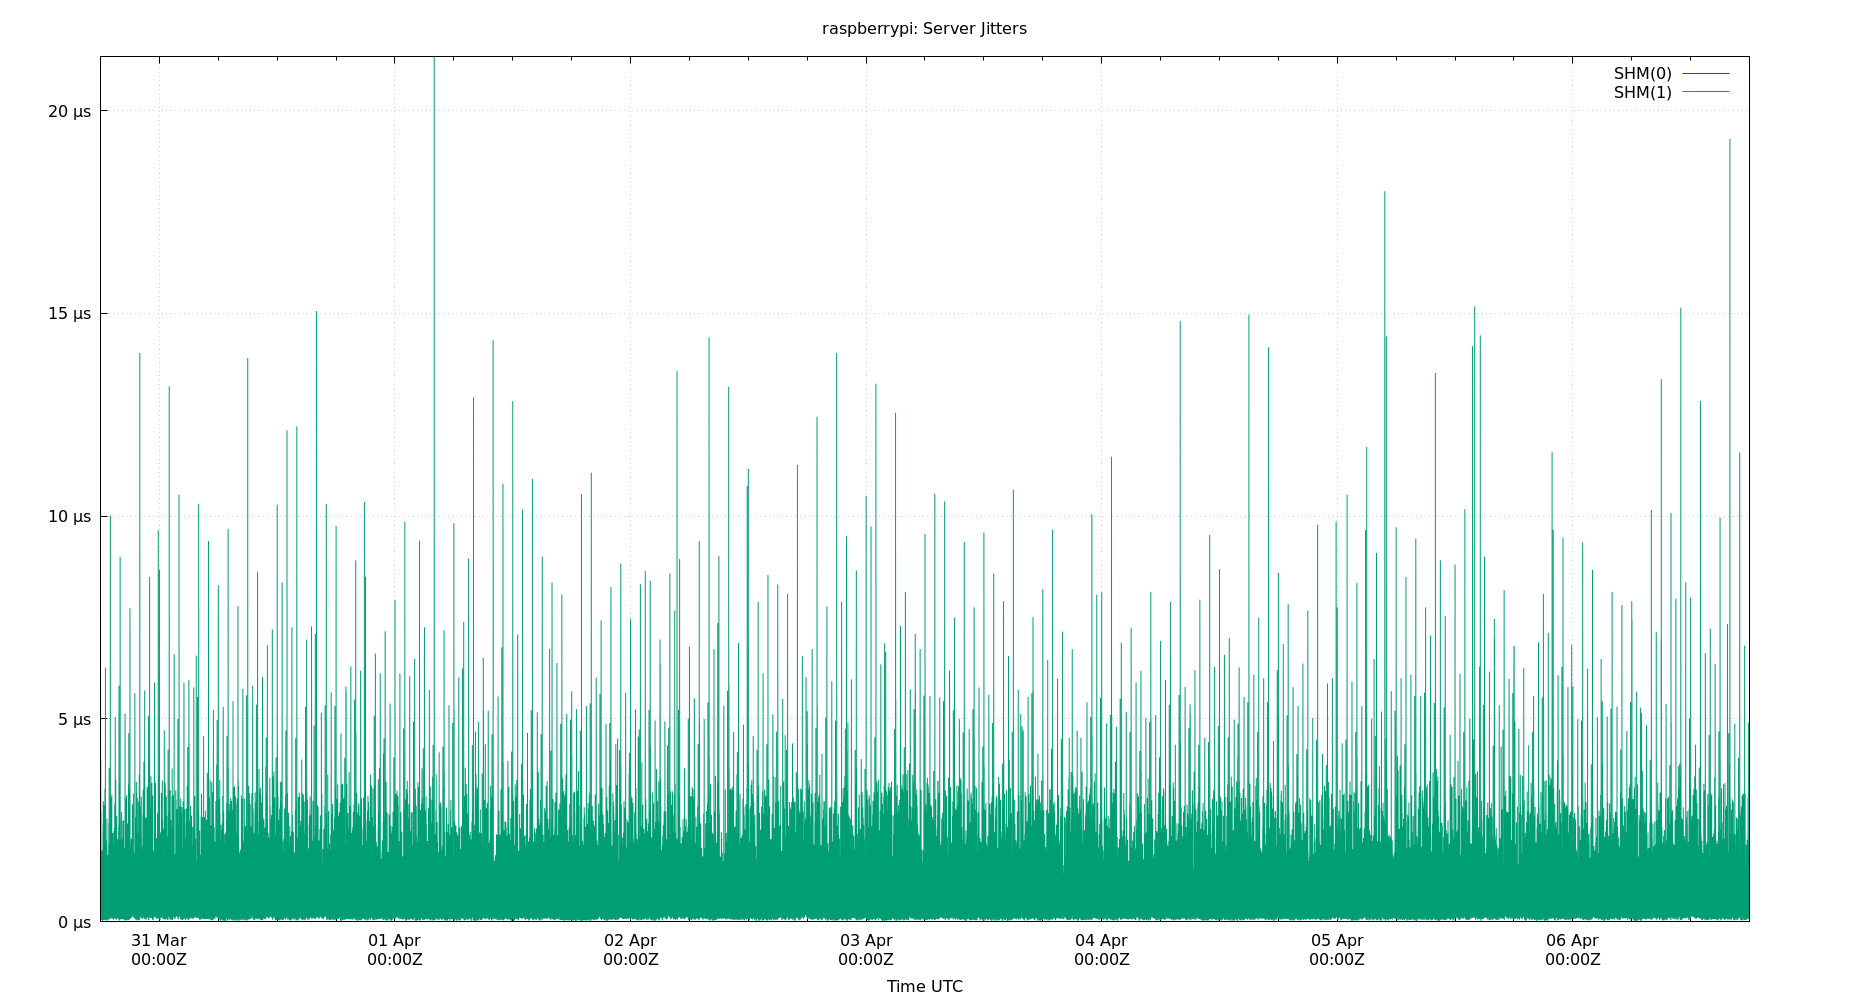 raspberrypi: Server Jitters
SHM(0)
SHM(1)
20 µs
15 µs
10 µs
5 µs
0 µs
31 Mar 01 Apr 02 Apr 03 Apr 04 Apr 05 Apr 06 Apr
00:00Z 00:00Z 00:00Z 00:00Z 00:00Z 00:00Z 00:00Z
Time UTC